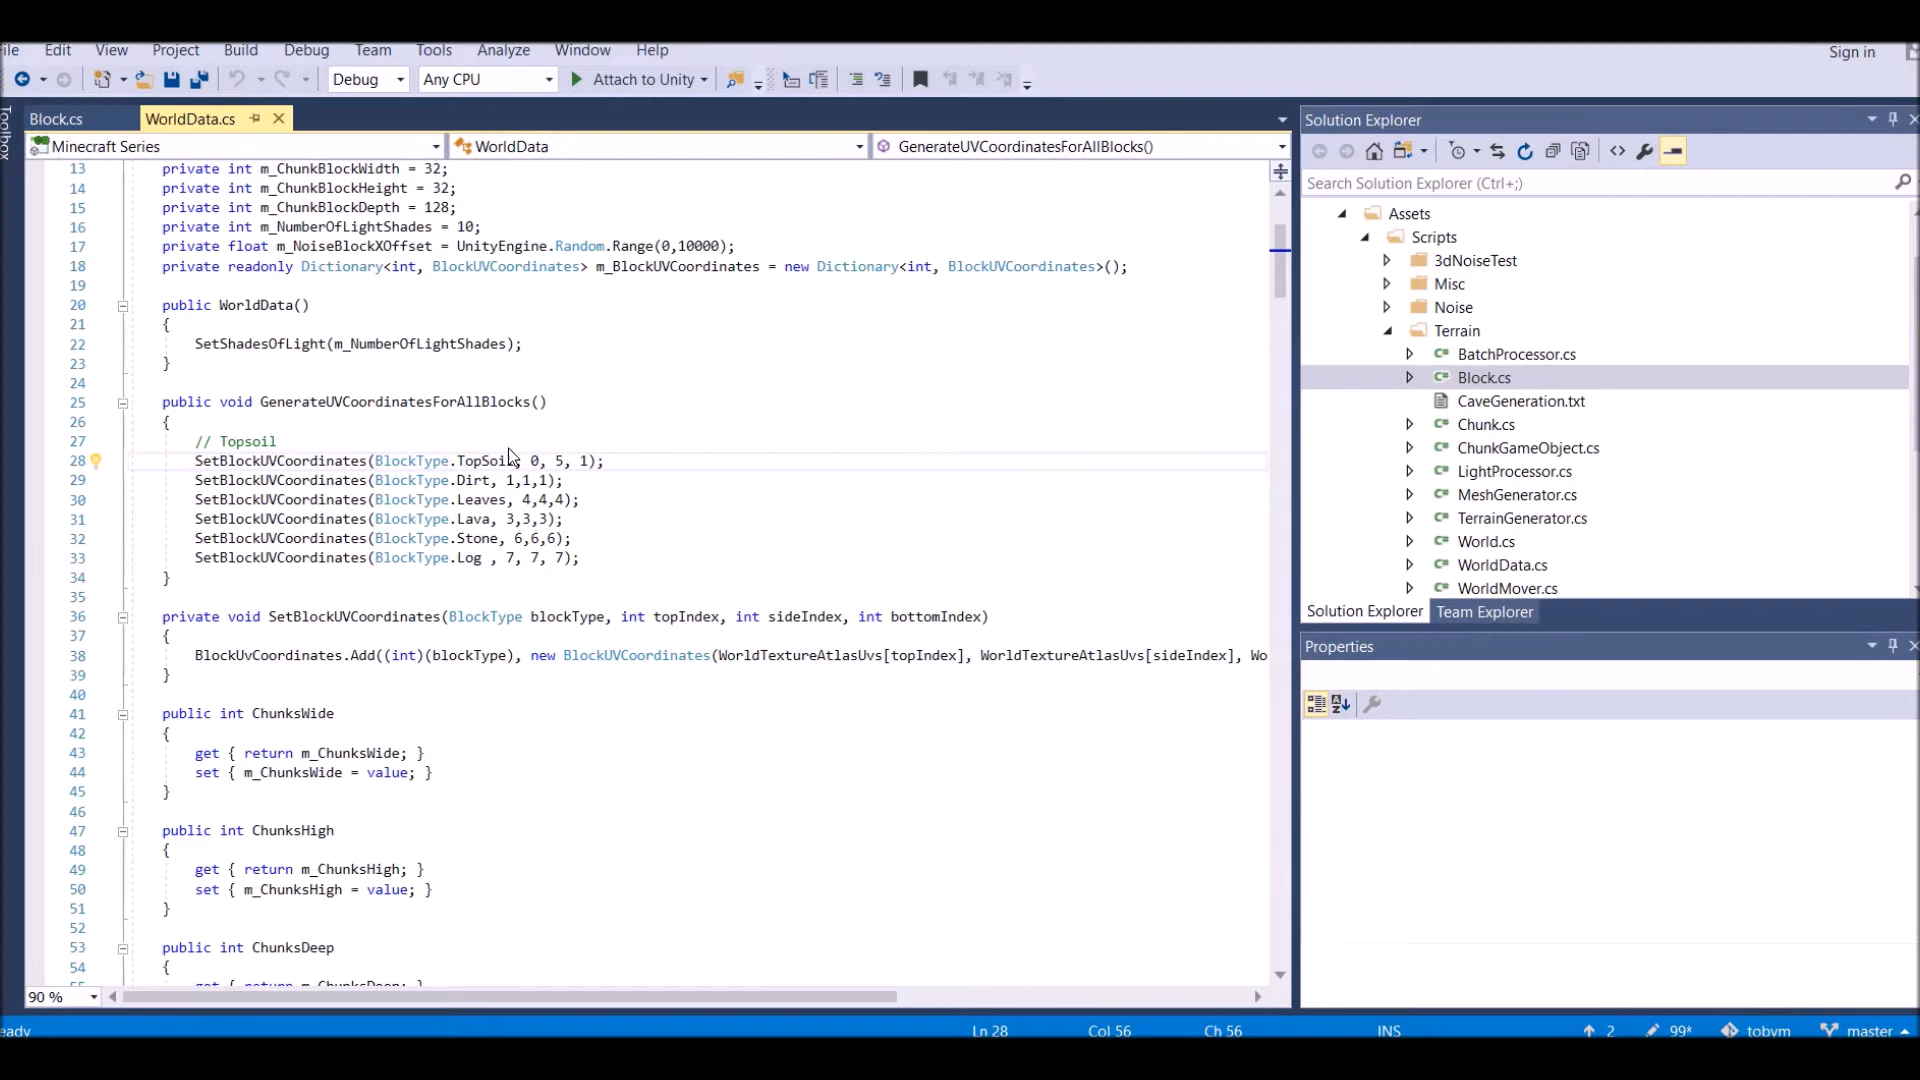 ile Edit View Project Build Debug Team Tools Analyze Window Help Sign in
Debug Any CPU Attach to Unity
Toolbox
Block.cs WorldData.cs
Minecraft Series WorldData GenerateUVCoordinatesForAllBlocks()
13 private int m_ChunkBlockWidth = 32;
14 private int m_ChunkBlockHeight = 32;
15 private int m_ChunkBlockDepth = 128;
16 private int m_NumberOfLightShades = 10;
17 private float m_NoiseBlockXOffset = UnityEngine.Random.Range(0,10000);
18 private readonly Dictionary<int, BlockUVCoordinates> m_BlockUVCoordinates = new Dictionary<int, BlockUVCoordinates>();
19
20 public WorldData()
21 {
22 SetShadesOfLight(m_NumberOfLightShades);
23 }
24
25 public void GenerateUVCoordinatesForAllBlocks()
26 {
27 // Topsoil
28 SetBlockUVCoordinates(BlockType.TopSoil, 0, 5, 1);
29 SetBlockUVCoordinates(BlockType.Dirt, 1,1,1);
30 SetBlockUVCoordinates(BlockType.Leaves, 4,4,4);
31 SetBlockUVCoordinates(BlockType.Lava, 3,3,3);
32 SetBlockUVCoordinates(BlockType.Stone, 6,6,6);
33 SetBlockUVCoordinates(BlockType.Log , 7, 7, 7);
34 }
35
36 private void SetBlockUVCoordinates(BlockType blockType, int topIndex, int sideIndex, int bottomIndex)
37 {
38 BlockUvCoordinates.Add((int)(blockType), new BlockUVCoordinates(WorldTextureAtlasUvs[topIndex], WorldTextureAtlasUvs[sideIndex], Wo
39 }
40
41 public int ChunksWide
42 {
43 get { return m_ChunksWide; }
44 set { m_ChunksWide = value; }
45 }
46
47 public int ChunksHigh
48 {
49 get { return m_ChunksHigh; }
50 set { m_ChunksHigh = value; }
51 }
52
53 public int ChunksDeep
54 {
55 get { return m_ChunksDeep; }
90 %
Solution Explorer
Search Solution Explorer (Ctrl+;)
Assets
Scripts
3dNoiseTest
Misc
Noise
Terrain
BatchProcessor.cs
Block.cs
CaveGeneration.txt
Chunk.cs
ChunkGameObject.cs
LightProcessor.cs
MeshGenerator.cs
TerrainGenerator.cs
World.cs
WorldData.cs
WorldMover.cs
Solution Explorer Team Explorer
Properties
eady Ln 28 Col 56 Ch 56 INS 2 99* tobym master